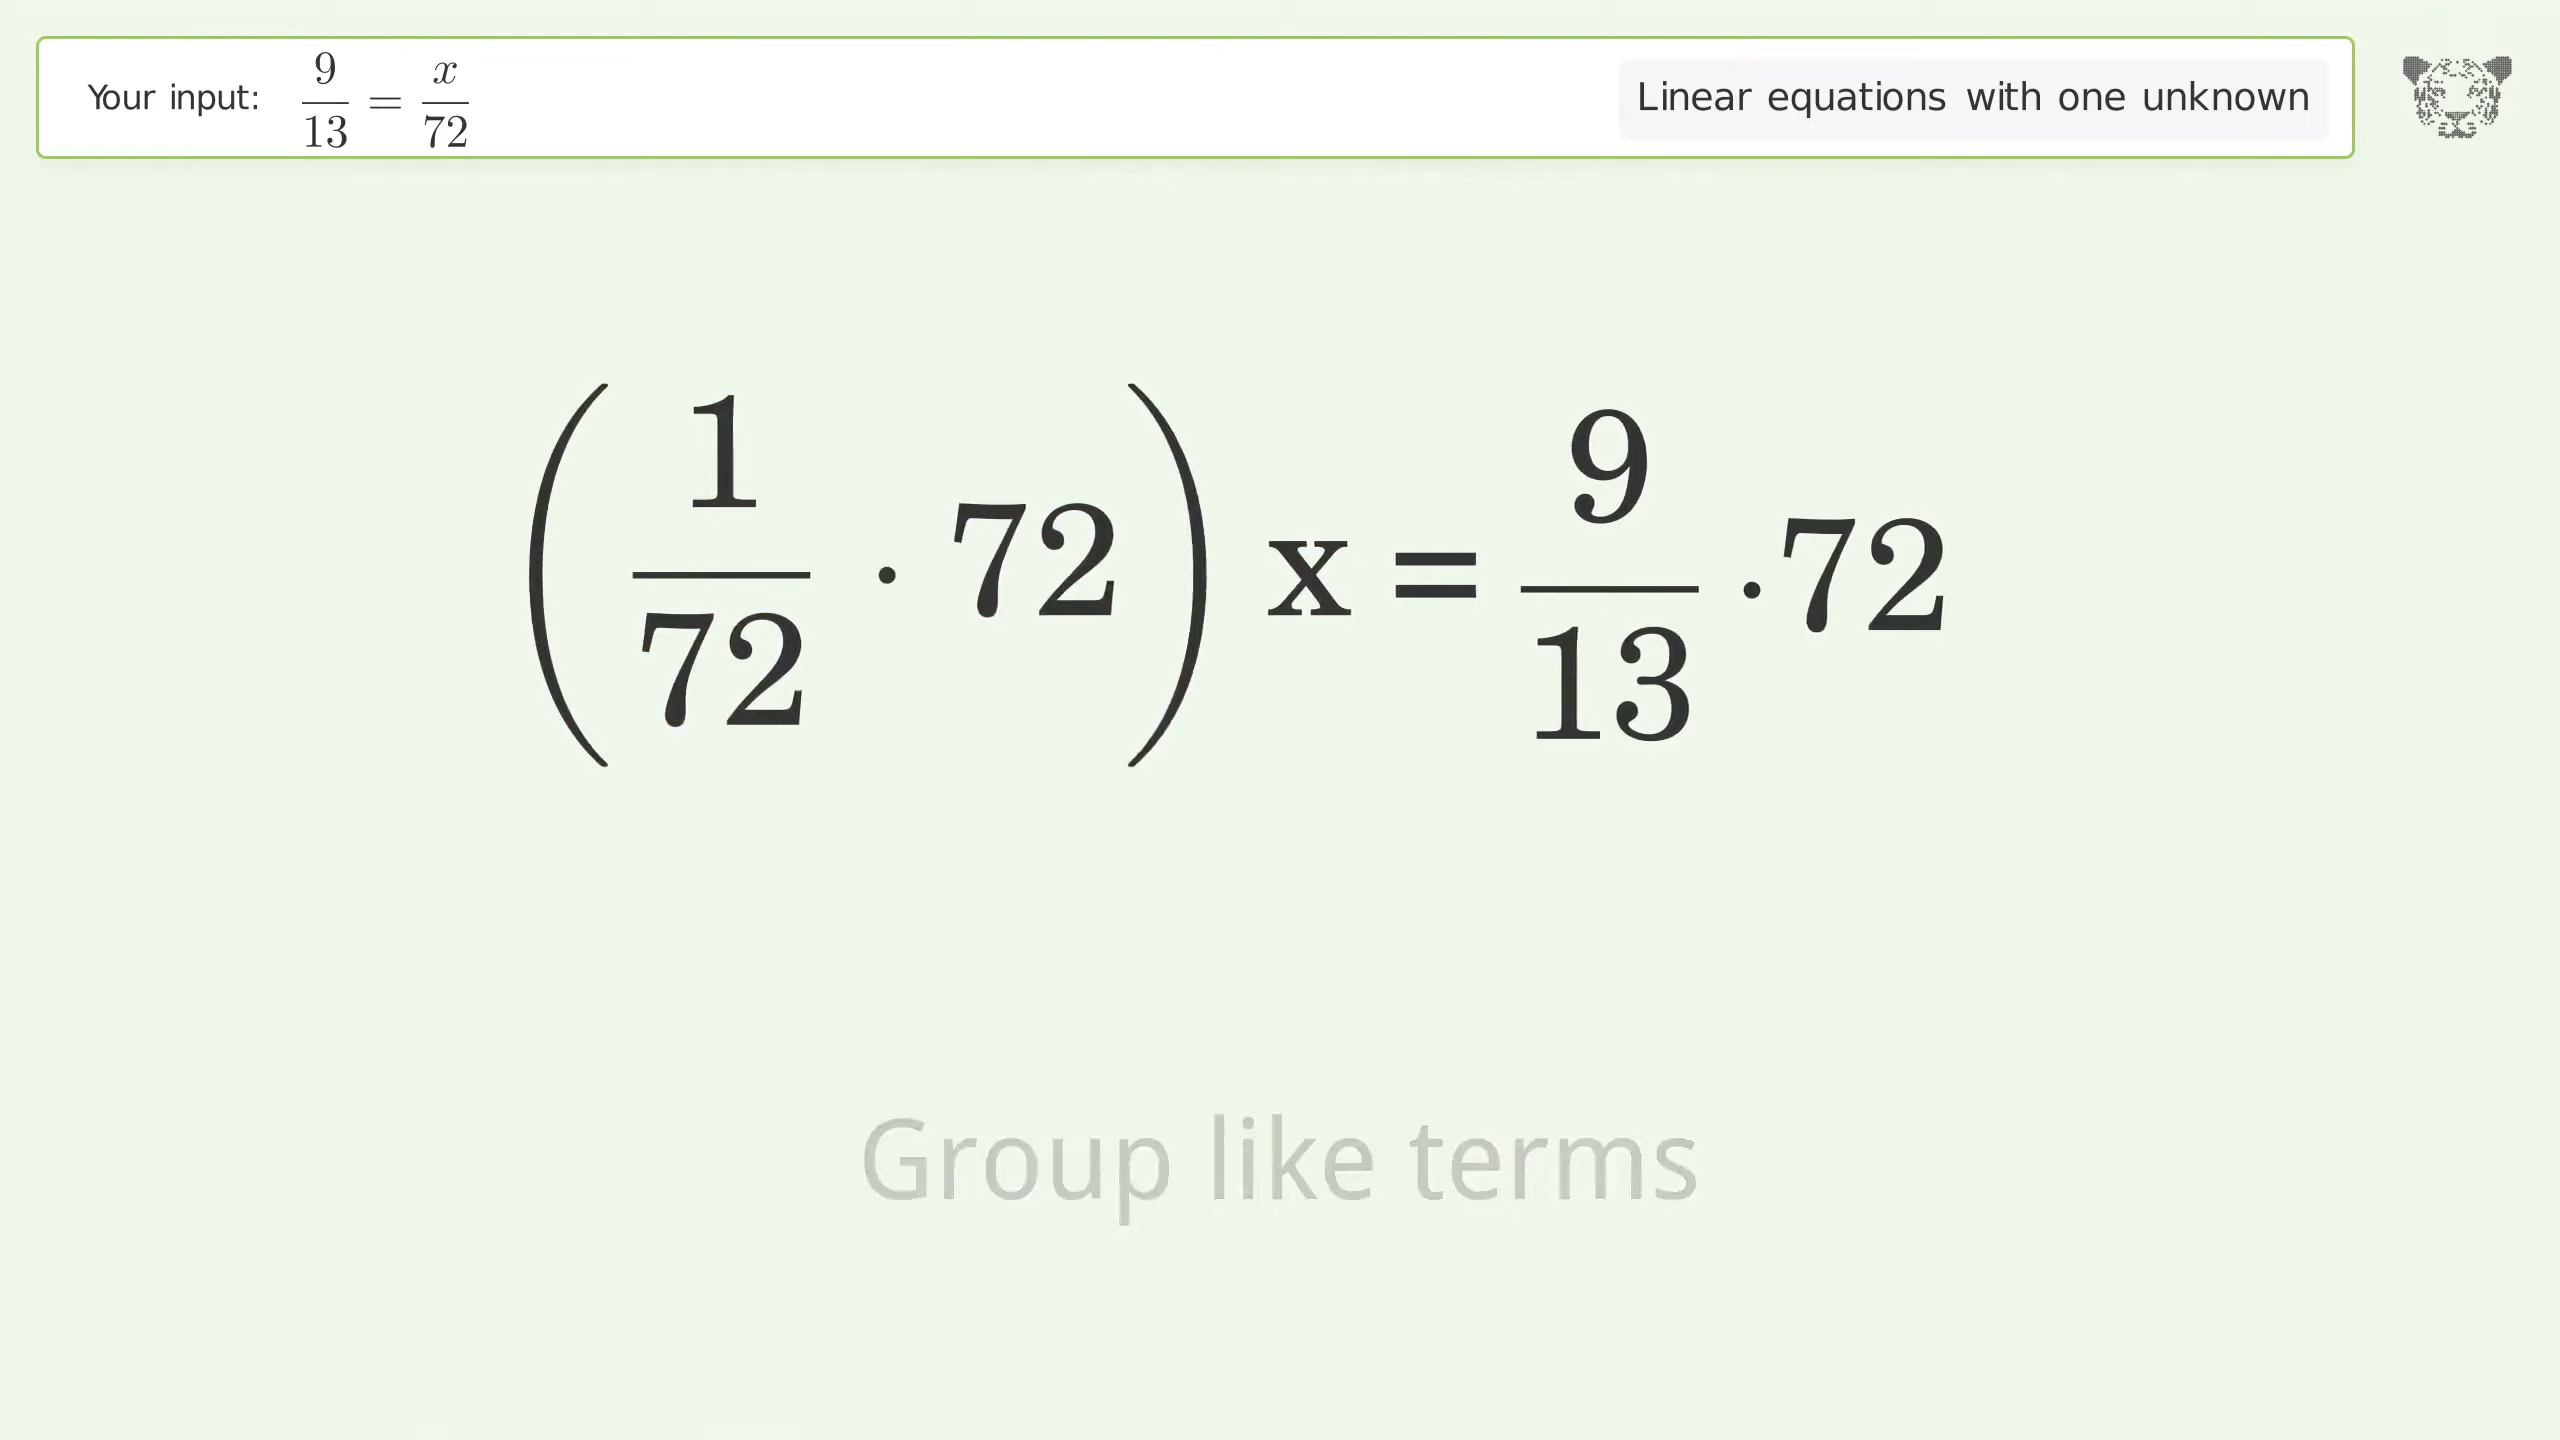 Your input: 9/13 = x/72
Linear equations with one unknown
(1/72 · 72) x = 9/13 · 72
Group like terms